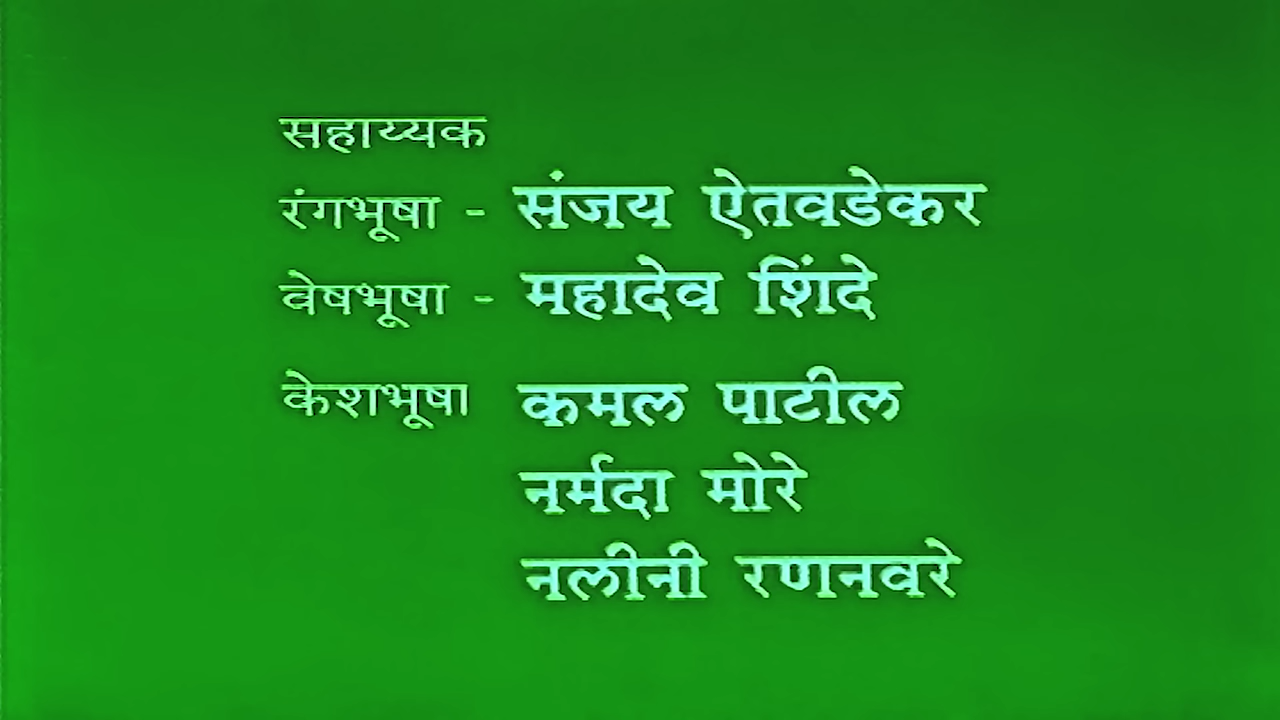 सहाय्यक
रंगभूषा - संजय ऐतवडेकर
वेषभूषा - महादेव शिंदे
केशभूषा कमल पाटील
नर्मदा मोरे
नलीनी रणनवरे